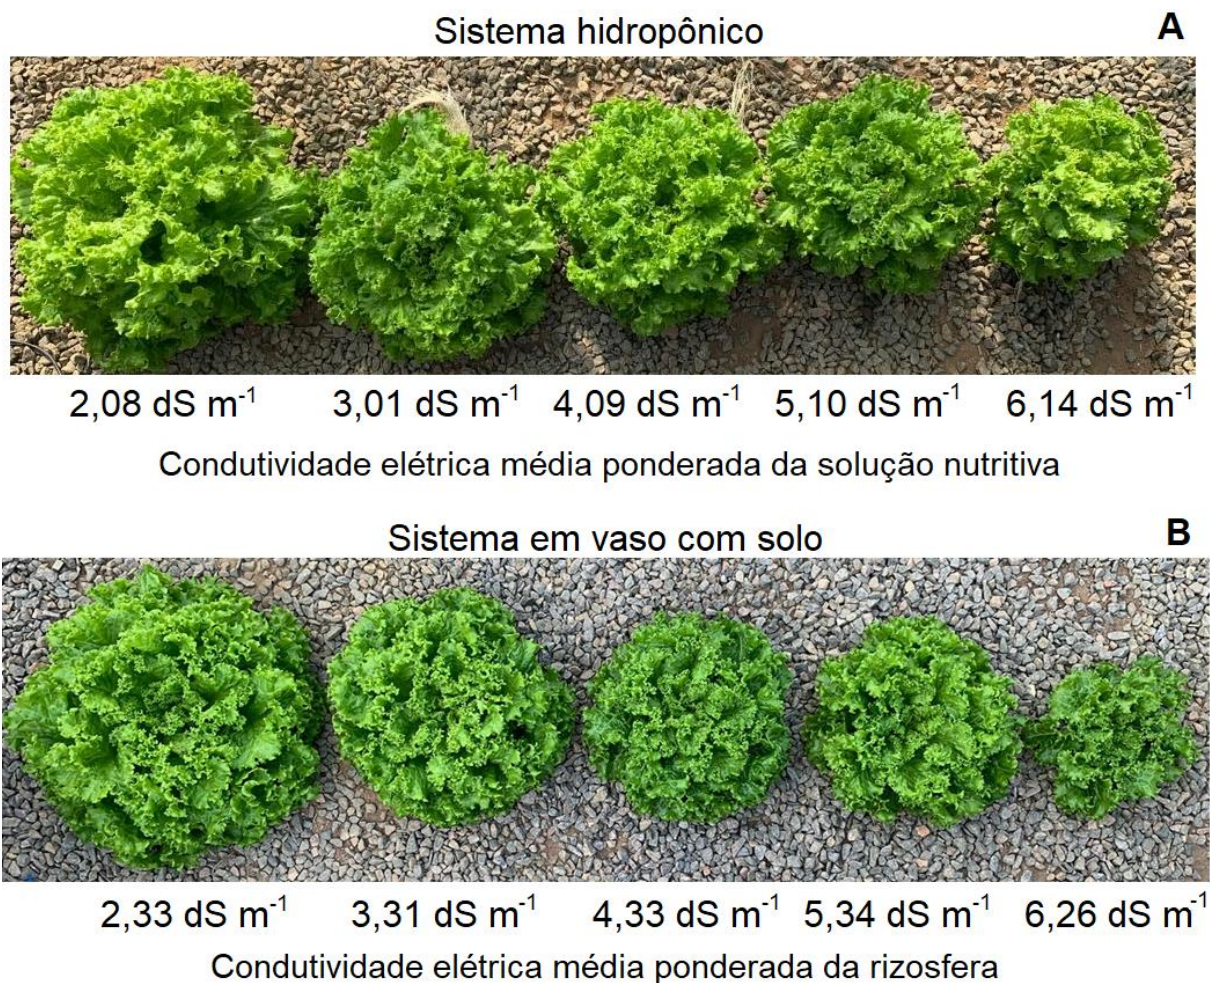 Sistema hidropônico A
2,08 dS m⁻¹ 3,01 dS m⁻¹ 4,09 dS m⁻¹ 5,10 dS m⁻¹ 6,14 dS m⁻¹
Condutividade elétrica média ponderada da solução nutritiva
Sistema em vaso com solo B
2,33 dS m⁻¹ 3,31 dS m⁻¹ 4,33 dS m⁻¹ 5,34 dS m⁻¹ 6,26 dS m⁻¹
Condutividade elétrica média ponderada da rizosfera